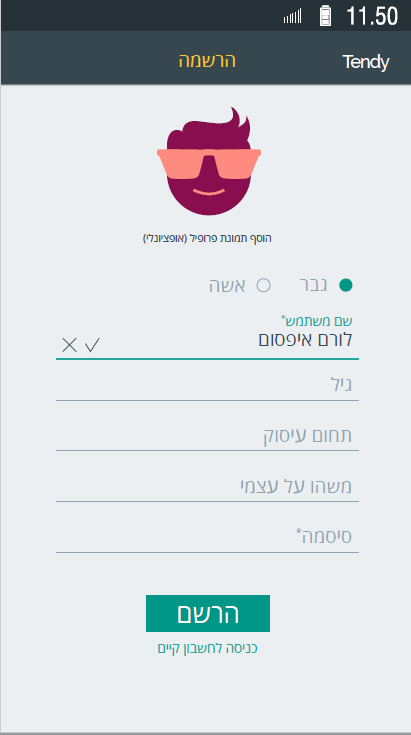 11.50
הרשמה Tendy
הוסף תמונת פרופיל (אופציונלי)
גבר אשה
שם משתמש*
לורם איפסום
גיל
תחום עיסוק
משהו על עצמי
סיסמה*
הרשם
כניסה לחשבון קיים